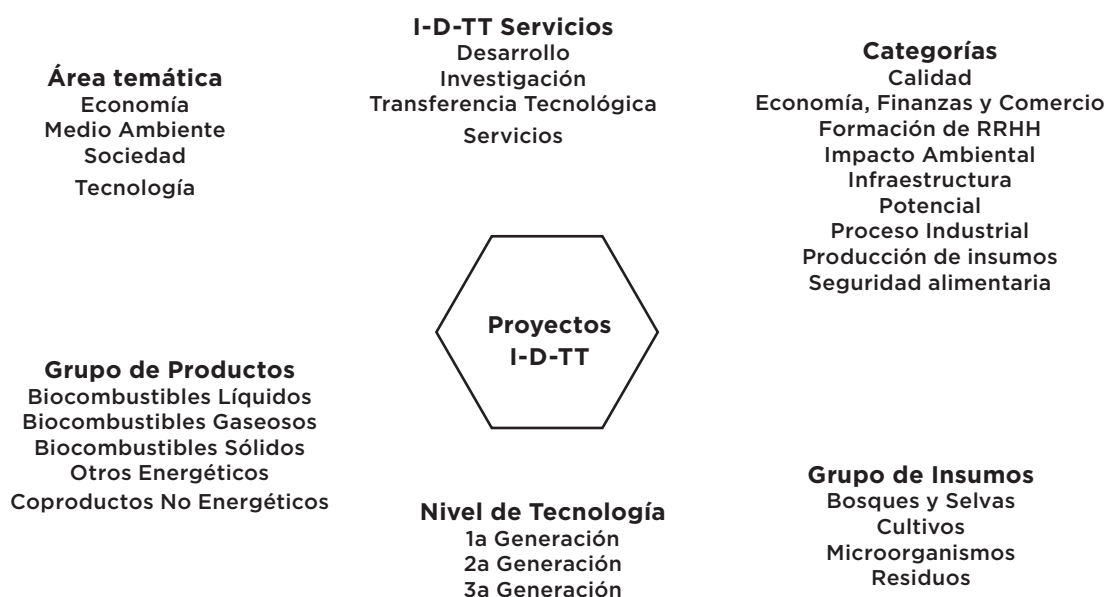 Área temática
Economía
Medio Ambiente
Sociedad
Tecnología
I-D-TT Servicios
Desarrollo
Investigación
Transferencia Tecnológica
Servicios
Categorías
Calidad
Economía, Finanzas y Comercio
Formación de RRHH
Impacto Ambiental
Infraestructura
Potencial
Proceso Industrial
Producción de insumos
Seguridad alimentaria
Proyectos
I-D-TT
Grupo de Productos
Biocombustibles Líquidos
Biocombustibles Gaseosos
Biocombustibles Sólidos
Otros Energéticos
Coproductos No Energéticos
Nivel de Tecnología
1a Generación
2a Generación
3a Generación
Grupo de Insumos
Bosques y Selvas
Cultivos
Microorganismos
Residuos